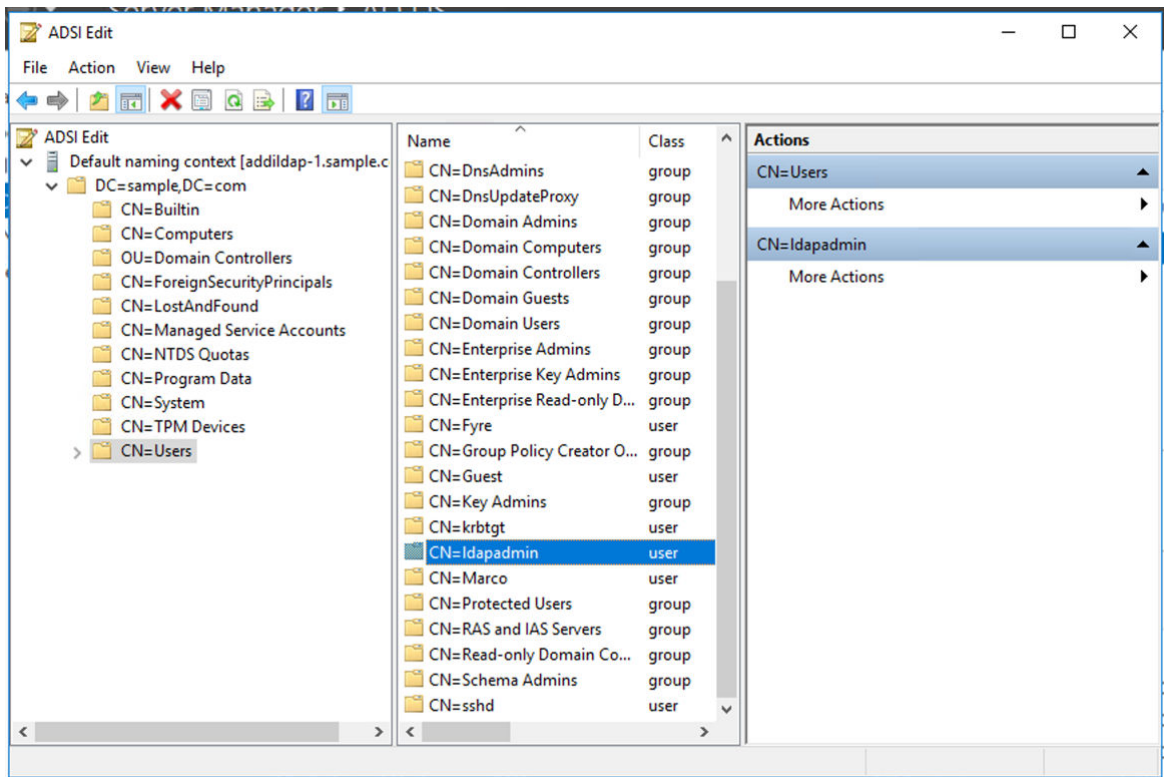 ADSI Edit
File Action View Help
ADSI Edit
Default naming context [addildap-1.sample.c
DC=sample,DC=com
CN=Builtin
CN=Computers
OU=Domain Controllers
CN=ForeignSecurityPrincipals
CN=LostAndFound
CN=Managed Service Accounts
CN=NTDS Quotas
CN=Program Data
CN=System
CN=TPM Devices
CN=Users
Name Class
CN=DnsAdmins group
CN=DnsUpdateProxy group
CN=Domain Admins group
CN=Domain Computers group
CN=Domain Controllers group
CN=Domain Guests group
CN=Domain Users group
CN=Enterprise Admins group
CN=Enterprise Key Admins group
CN=Enterprise Read-only D... group
CN=Fyre user
CN=Group Policy Creator O... group
CN=Guest user
CN=Key Admins group
CN=krbtgt user
CN=ldapadmin user
CN=Marco user
CN=Protected Users group
CN=RAS and IAS Servers group
CN=Read-only Domain Co... group
CN=Schema Admins group
CN=sshd user
Actions
CN=Users
More Actions
CN=ldapadmin
More Actions